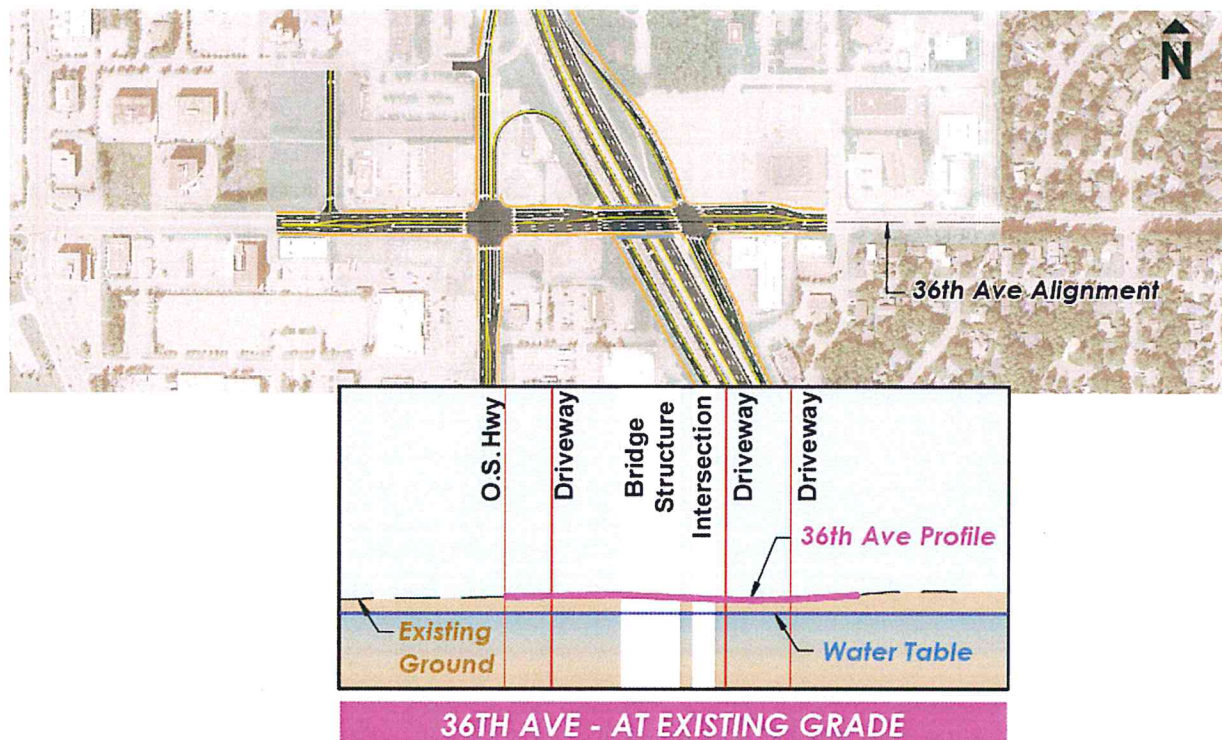 N
36th Ave Alignment
O.S. Hwy
Driveway
Bridge
Structure
Intersection
Driveway
Driveway
36th Ave Profile
Existing
Ground
Water Table
36TH AVE - AT EXISTING GRADE